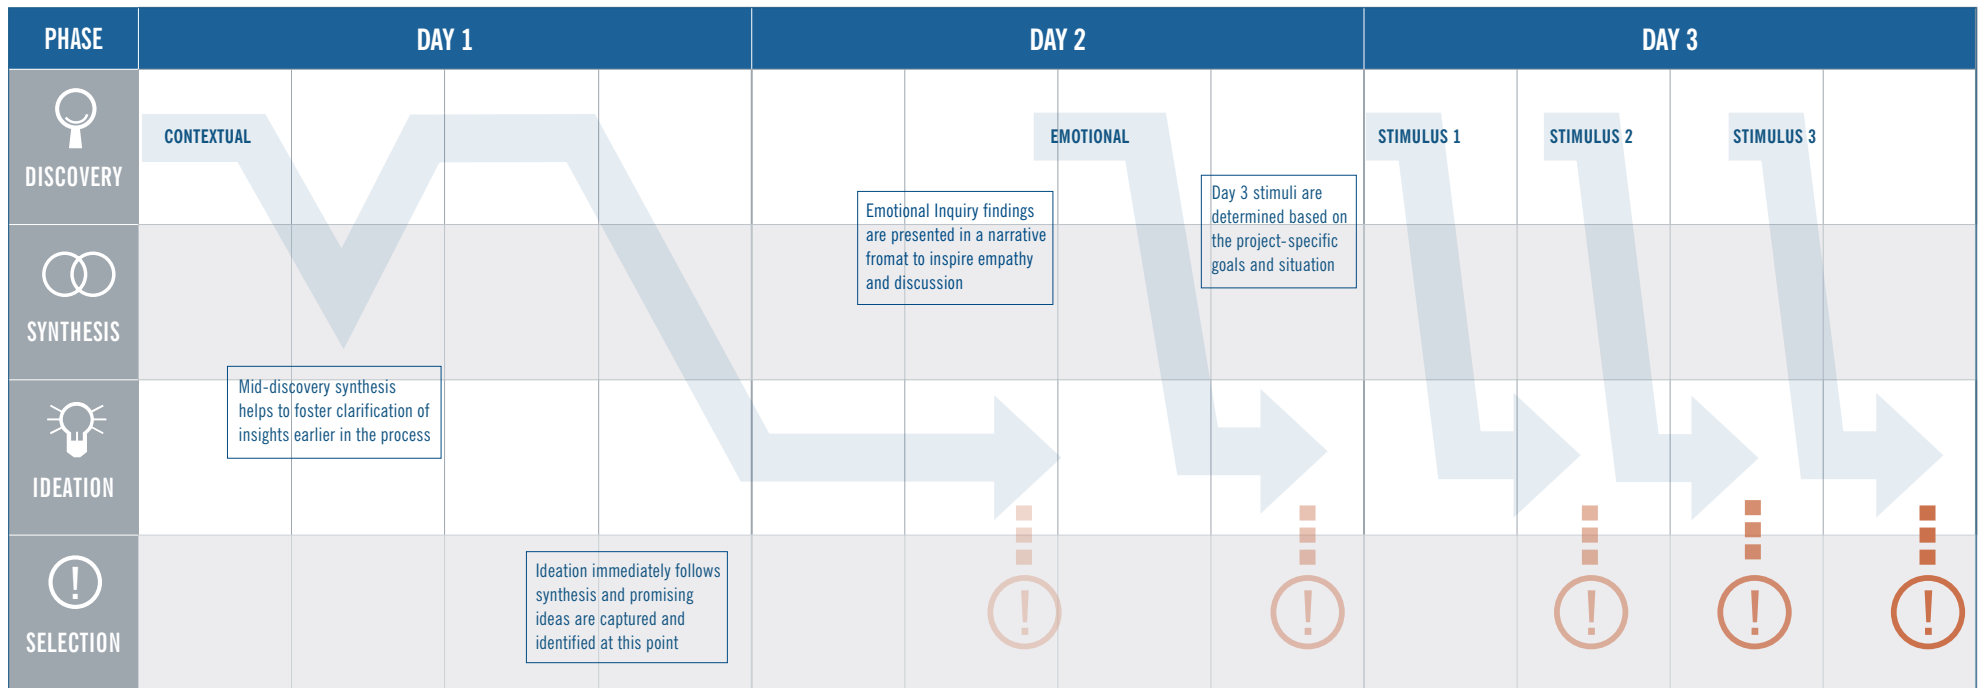 PHASE
DAY 1
DAY 2
DAY 3
DISCOVERY
CONTEXTUAL
EMOTIONAL
STIMULUS 1
STIMULUS 2
STIMULUS 3
Emotional Inquiry findings
are presented in a narrative
fromat to inspire empathy
and discussion
Day 3 stimuli are
determined based on
the project-specific
goals and situation
SYNTHESIS
Mid-discovery synthesis
helps to foster clarification of
insights earlier in the process
IDEATION
SELECTION
Ideation immediately follows
synthesis and promising
ideas are captured and
identified at this point
!
!
!
!
!